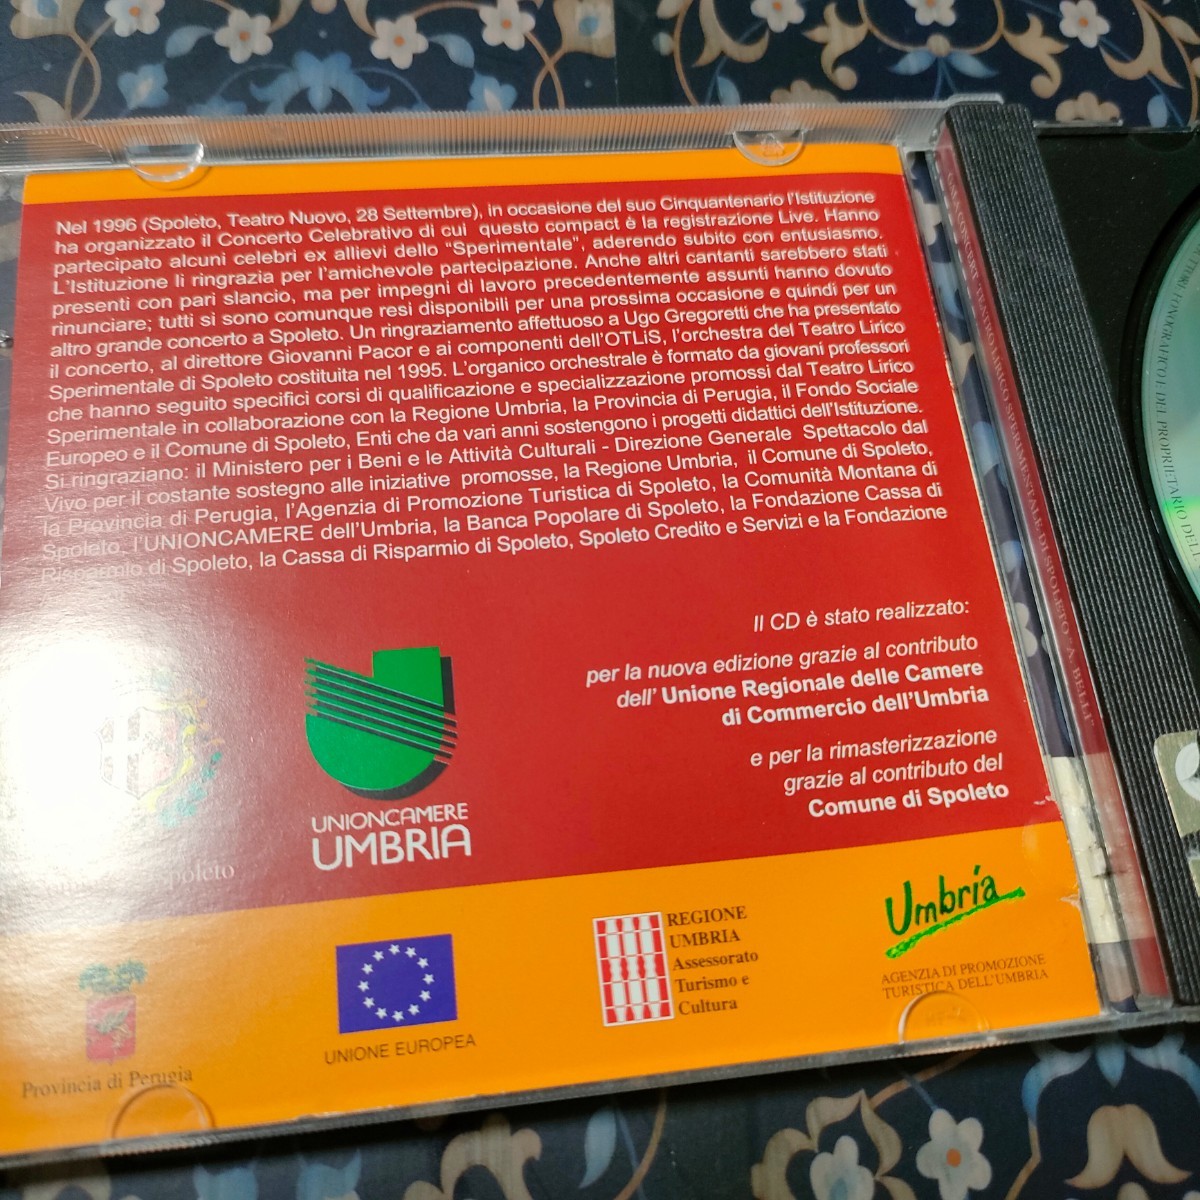 Nel 1996 (Spoleto, Teatro Nuovo, 28 Settembre), in occasione del suo Cinquantenario l'Istituzione
ha organizzato il Concerto Celebrativo di cui questo compact è la registrazione Live. Hanno
partecipato alcuni celebri ex allievi dello "Sperimentale", aderendo subito con entusiasmo.
L'Istituzione li ringrazia per l'amichevole partecipazione. Anche altri cantanti sarebbero stati
presenti con pari slancio, ma per impegni di lavoro precedentemente assunti hanno dovuto
rinunciare; tutti si sono comunque resi disponibili per una prossima occasione e quindi per un
altro grande concerto a Spoleto. Un ringraziamento affettuoso a Ugo Gregoretti che ha presentato
il concerto, al direttore Giovanni Pacor e ai componenti dell'OTLiS, l'orchestra del Teatro Lirico
Sperimentale di Spoleto costituita nel 1995. L'organico orchestrale è formato da giovani professori
che hanno seguito specifici corsi di qualificazione e specializzazione promossi dal Teatro Lirico
Sperimentale in collaborazione con la Regione Umbria, la Provincia di Perugia, il Fondo Sociale
Europeo e il Comune di Spoleto, Enti che da vari anni sostengono i progetti didattici dell'Istituzione.
Si ringraziano: il Ministero per i Beni e le Attività Culturali - Direzione Generale Spettacolo dal
Vivo per il costante sostegno alle iniziative promosse, la Regione Umbria, il Comune di Spoleto,
la Provincia di Perugia, l'Agenzia di Promozione Turistica di Spoleto, la Comunità Montana di
Spoleto, l'UNIONCAMERE dell'Umbria, la Banca Popolare di Spoleto, la Fondazione Cassa di
Risparmio di Spoleto, la Cassa di Risparmio di Spoleto, Spoleto Credito e Servizi e la Fondazione
Il CD è stato realizzato:
per la nuova edizione grazie al contributo
dell' Unione Regionale delle Camere
di Commercio dell'Umbria
e per la rimasterizzazione
grazie al contributo del
Comune di Spoleto
UNIONCAMERE
UMBRIA
Spoleto
Provincia di Perugia
UNIONE EUROPEA
REGIONE
UMBRIA
Assessorato
Turismo e
Cultura
Umbria
AGENZIA DI PROMOZIONE
TURISTICA DELL'UMBRIA
TEATRO LIRICO SPERIMENTALE DI SPOLETO "A. BELLI"
FONOGRAFICO E DEL PROPRIETARIO